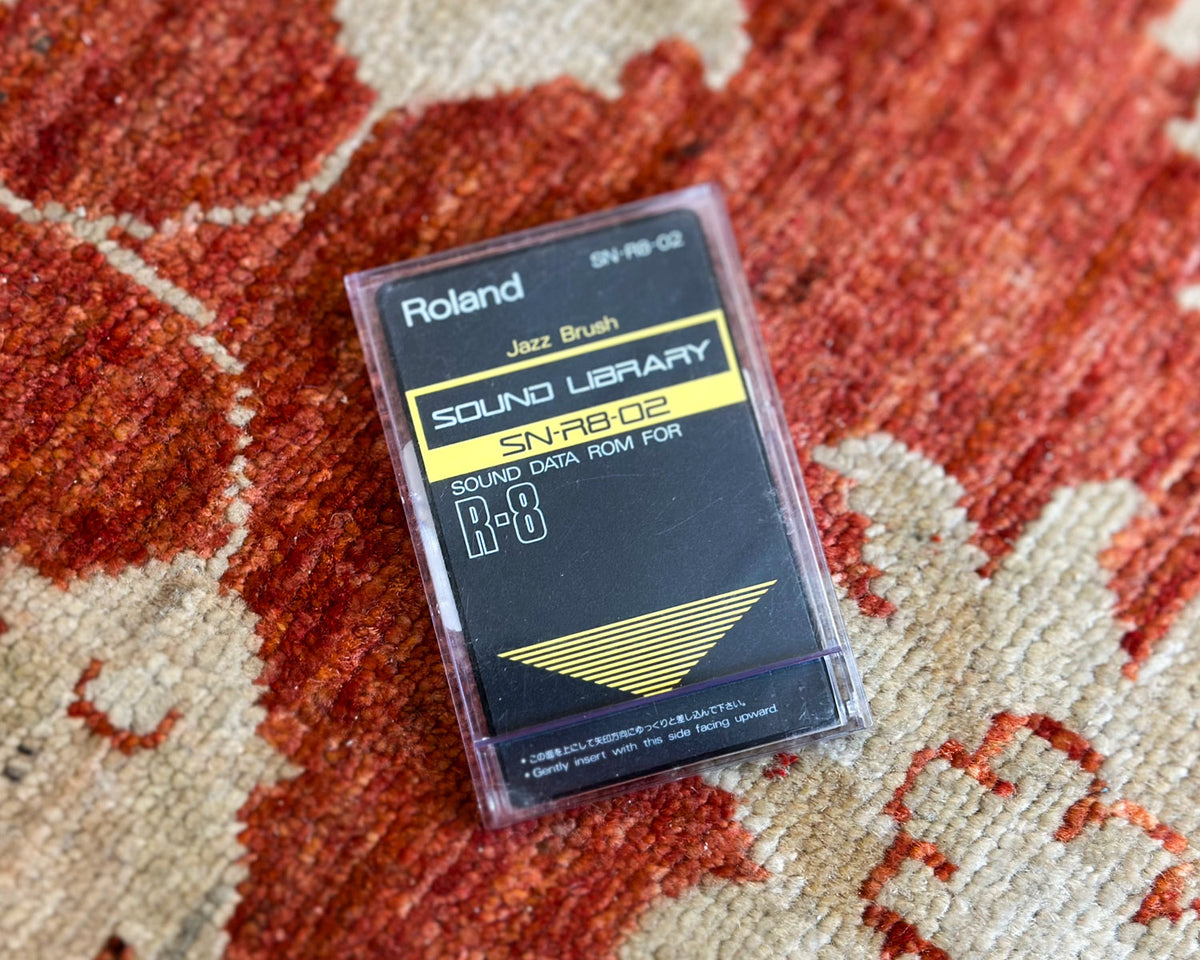 SN-R8-02
Roland
Jazz Brush
SOUND LIBRARY
SN-R8-02
SOUND DATA ROM FOR
R-8
• この面を上にして矢印方向にゆっくりと差し込んで下さい。
• Gently insert with this side facing upward.